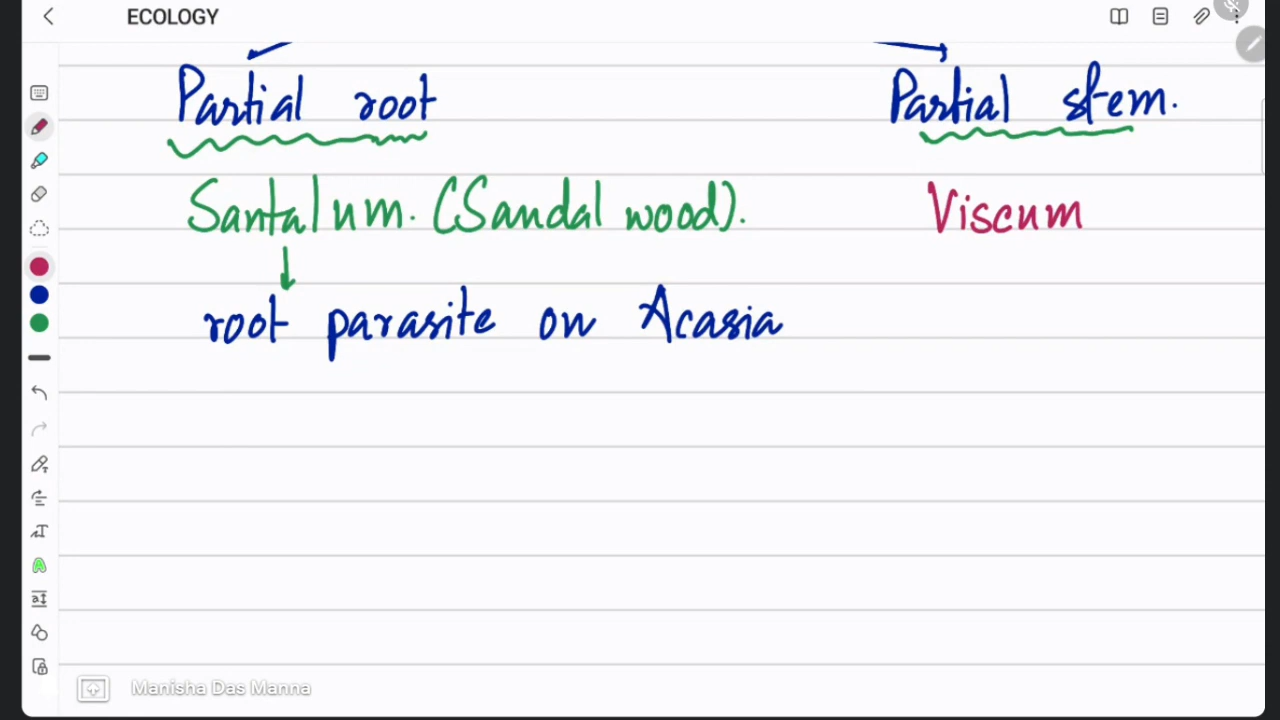 ECOLOGY
Partial root
Partial stem.
Santalum. (Sandal wood).
Viscum
root parasite on Acasia
Manisha Das Manna